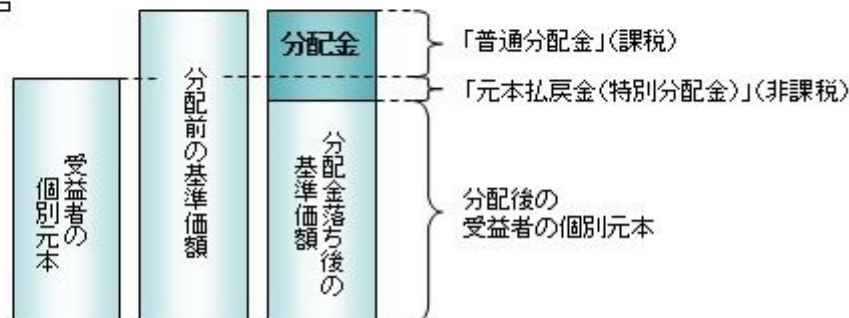 分配金
「普通分配金」(課税)
「元本払戻金(特別分配金)」(非課税)
受益者の
個別元本
分配前の基準価額
分配金落ち後の
基準価額
分配後の
受益者の個別元本